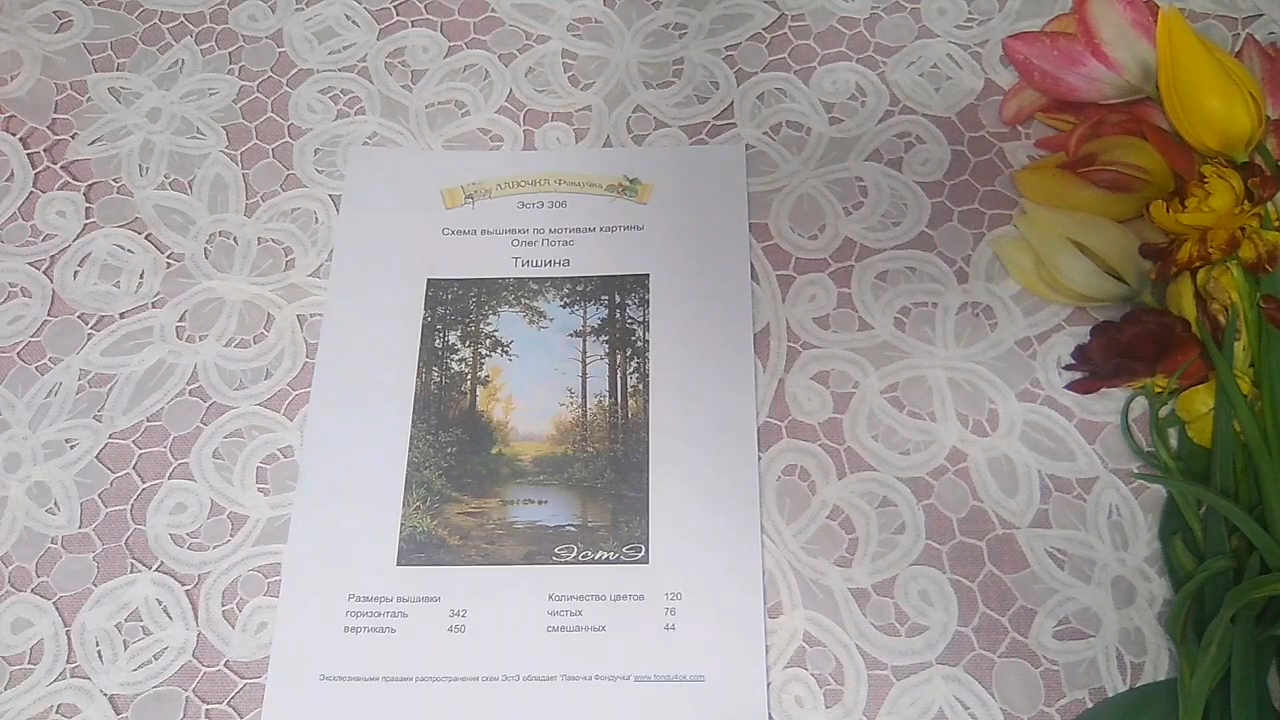 ЛАВОЧКА Фондучка
ЭстЭ 306
Схема вышивки по мотивам картины
Олег Потас
Тишина
ЭстЭ
Размеры вышивки
горизонталь 342
вертикаль 450
Количество цветов 120
чистых 76
смешанных 44
Эксклюзивными правами распространения схем ЭстЭ обладает "Лавочка Фондучка" www.fondu4ok.com